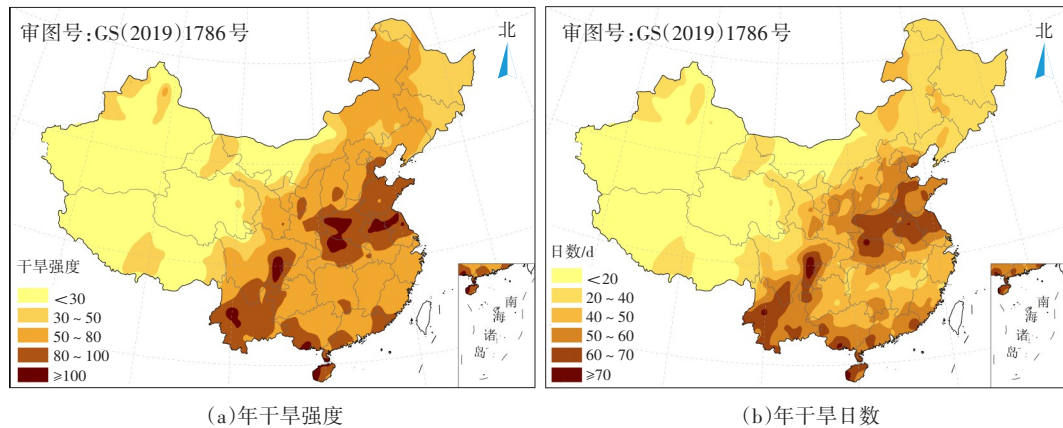 审图号:GS(2019)1786号
北
干旱强度
<30
30~50
50~80
80~100
≥100
南
海
诸
岛
(a)年干旱强度
审图号:GS(2019)1786号
北
日数/d
<20
20~40
40~50
50~60
60~70
≥70
南
海
诸
岛
(b)年干旱日数